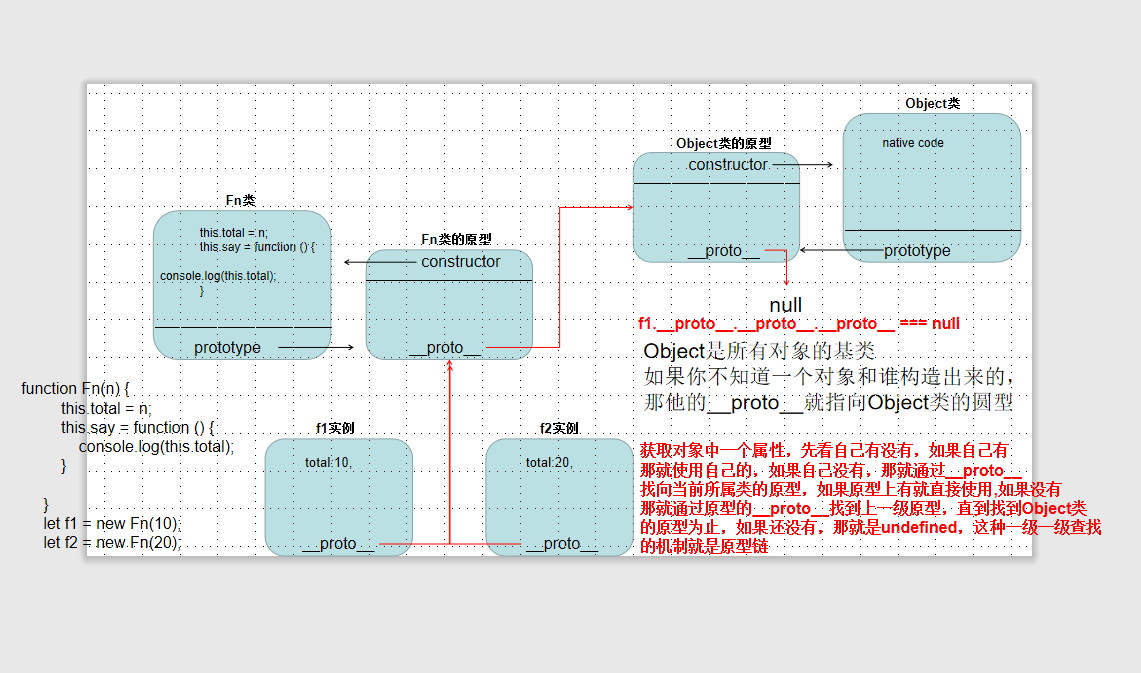 Object类
native code
prototype
Object类的原型
constructor
__proto__
null
Fn类
this.total = n;
this.say = function () {
console.log(this.total);
}
prototype
Fn类的原型
constructor
__proto__
f1.__proto__.__proto__.__proto__ === null
Object是所有对象的基类
如果你不知道一个对象和谁构造出来的，
那他的__proto__就指向Object类的圆型
function Fn(n) {
this.total = n;
this.say = function () {
console.log(this.total);
}
}
let f1 = new Fn(10);
let f2 = new Fn(20);
f1实例
total:10,
__proto__
f2实例
total:20,
__proto__
获取对象中一个属性，先看自己有没有，如果自己有
那就使用自己的，如果自己没有，那就通过__proto__
找向当前所属类的原型，如果原型上有就直接使用,如果没有
那就通过原型的__proto__找到上一级原型，直到找到Object类
的原型为止，如果还没有，那就是undefined，这种一级一级查找
的机制就是原型链